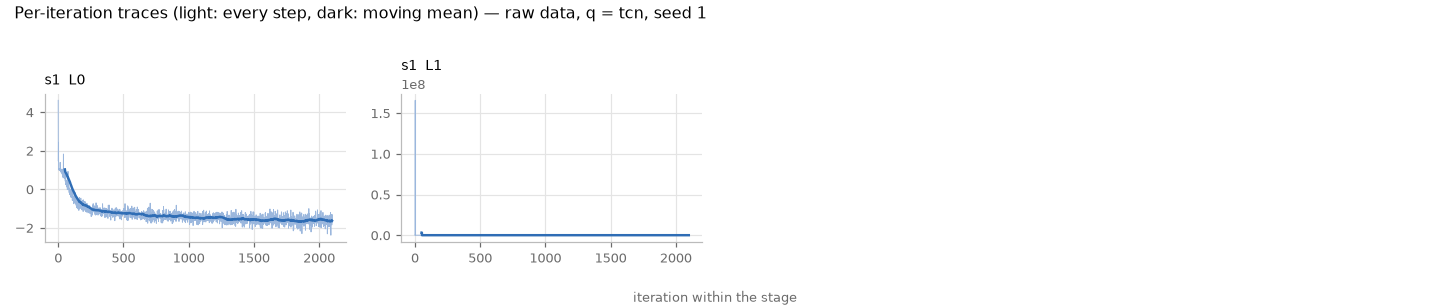 Per-iteration traces (light: every step, dark: moving mean) — raw data, q = tcn, seed 1
s1 L0
4
2
0
−2
0 500 1000 1500 2000
s1 L1
1e8
1.5
1.0
0.5
0.0
0 500 1000 1500 2000
iteration within the stage